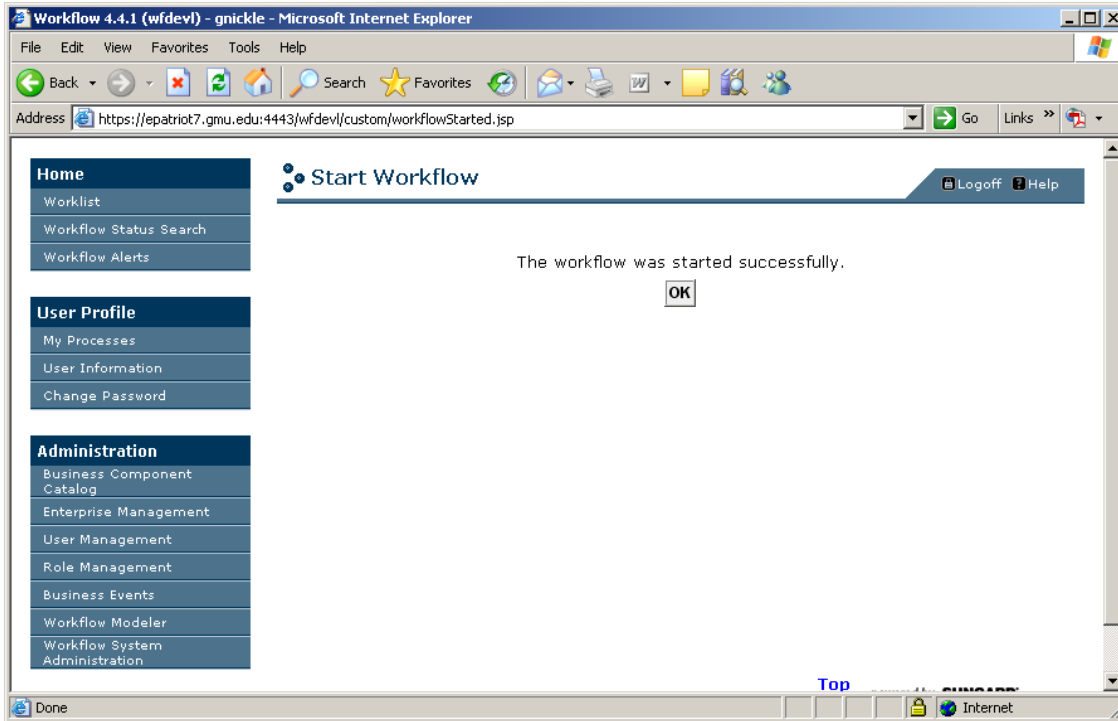 Workflow 4.4.1 (wfdevl) - gnickle - Microsoft Internet Explorer
File Edit View Favorites Tools Help
Back Search Favorites
Address https://epatriot7.gmu.edu:4443/wfdevl/custom/workflowStarted.jsp Go Links »
Home
Worklist
Workflow Status Search
Workflow Alerts
User Profile
My Processes
User Information
Change Password
Administration
Business Component
Catalog
Enterprise Management
User Management
Role Management
Business Events
Workflow Modeler
Workflow System
Administration
Start Workflow
Logoff ? Help
The workflow was started successfully.
OK
Top
Done Internet